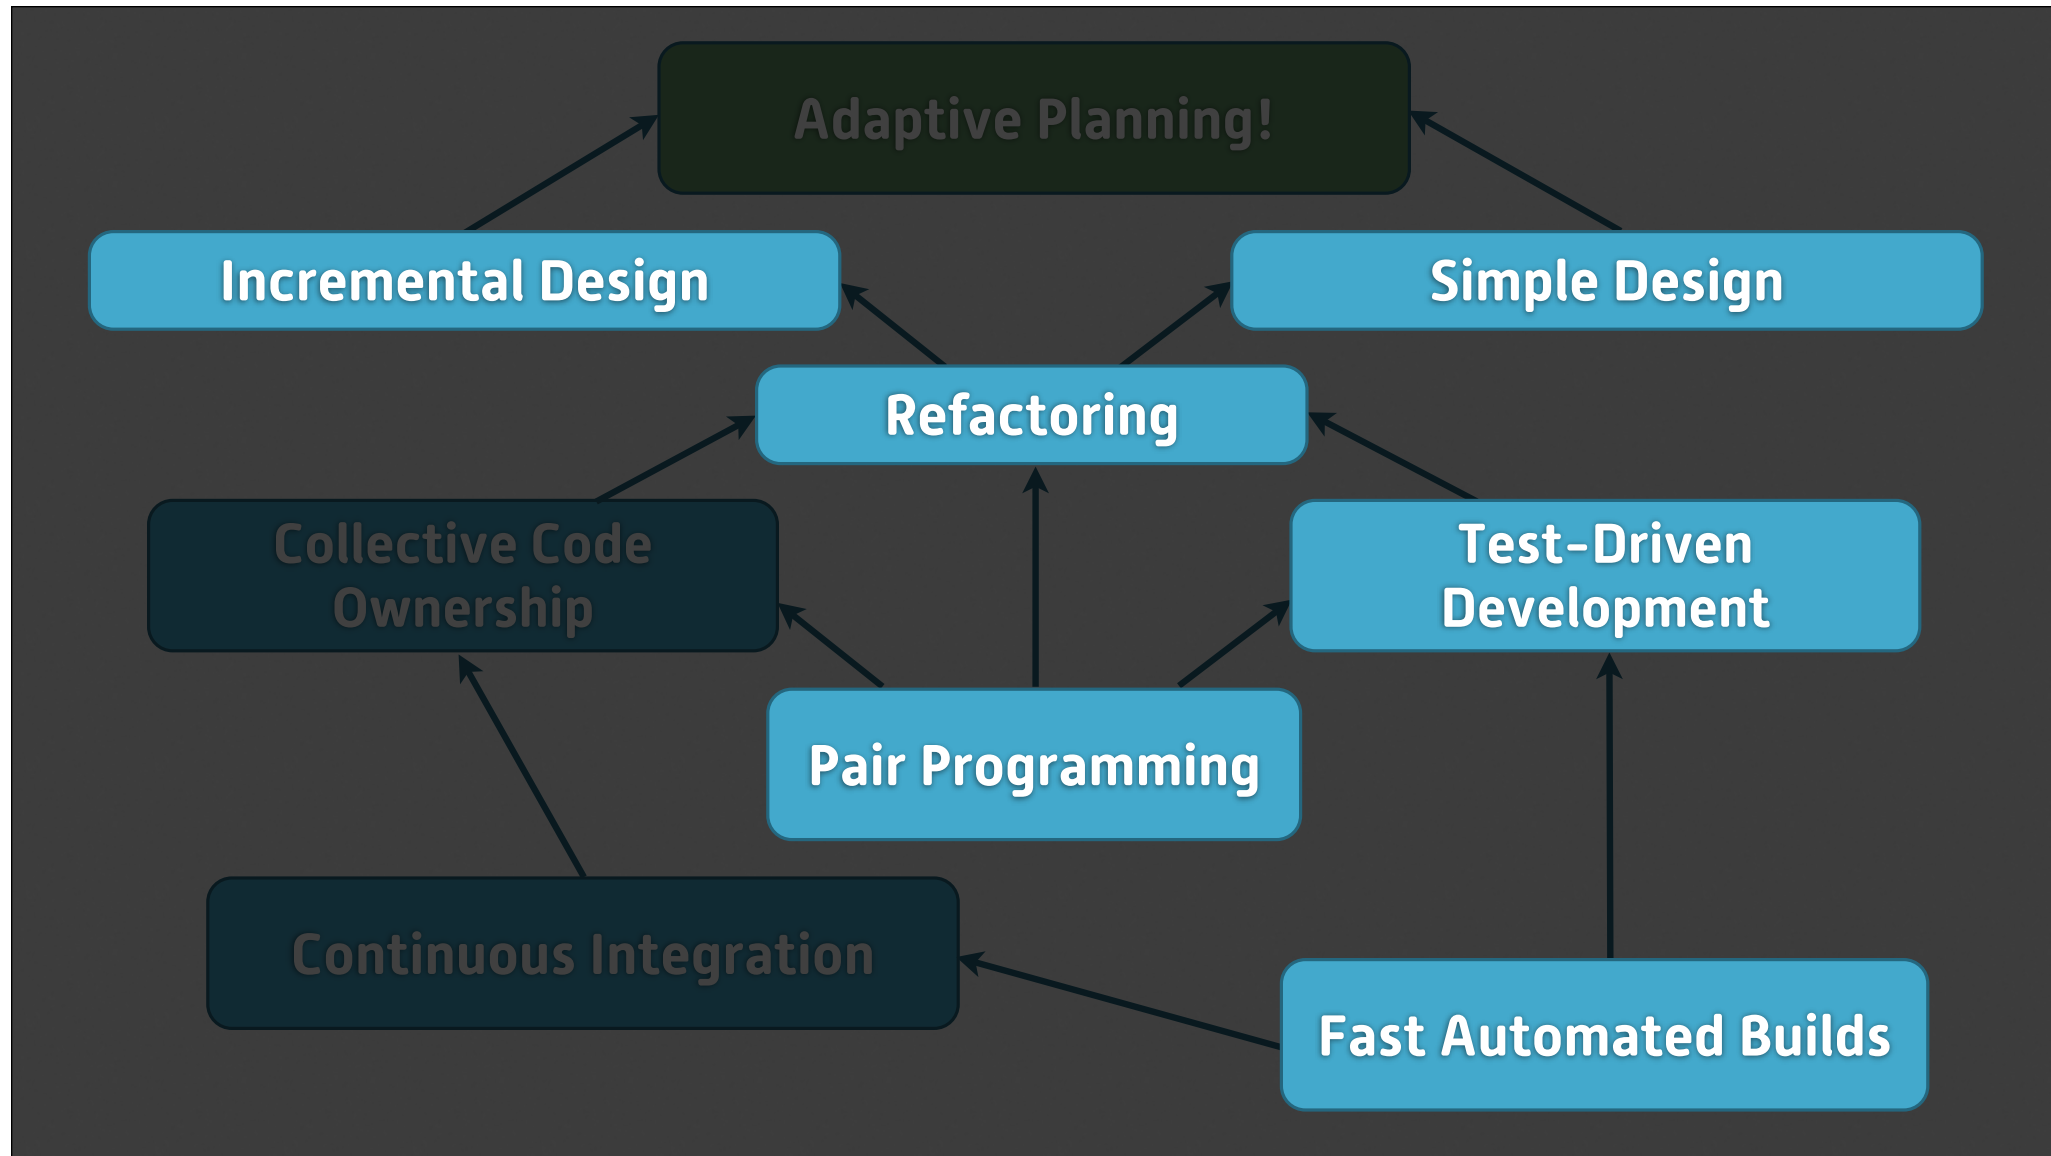 Adaptive Planning!
Incremental Design
Simple Design
Refactoring
Collective Code
Ownership
Test-Driven
Development
Pair Programming
Continuous Integration
Fast Automated Builds